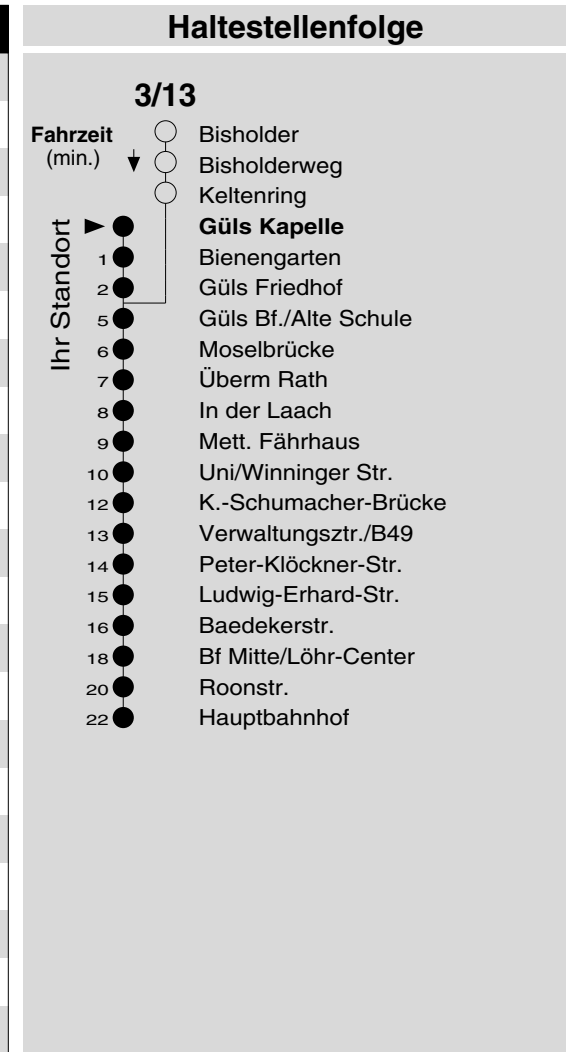 Haltestellenfolge
3/13
Fahrzeit
(min.)
Bisholder
Bisholderweg
Keltenring
Ihr Standort
Güls Kapelle
1 Bienengarten
2 Güls Friedhof
5 Güls Bf./Alte Schule
6 Moselbrücke
7 Überm Rath
8 In der Laach
9 Mett. Fährhaus
10 Uni/Winninger Str.
12 K.-Schumacher-Brücke
13 Verwaltungsztr./B49
14 Peter-Klöckner-Str.
15 Ludwig-Erhard-Str.
16 Baedekerstr.
18 Bf Mitte/Löhr-Center
20 Roonstr.
22 Hauptbahnhof